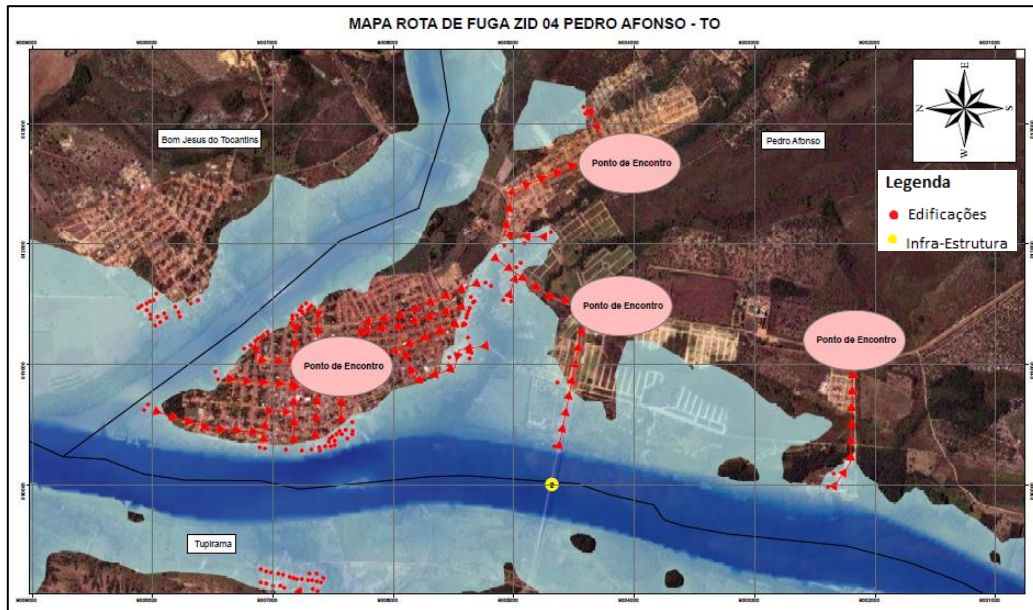 MAPA ROTA DE FUGA ZID 04 PEDRO AFONSO - TO
Bom Jesus do Tocantins
Pedro Afonso
E
N
S
W
Ponto de Encontro
Legenda
Edificações
Infra-Estrutura
Ponto de Encontro
Ponto de Encontro
Ponto de Encontro
2
Tupirama